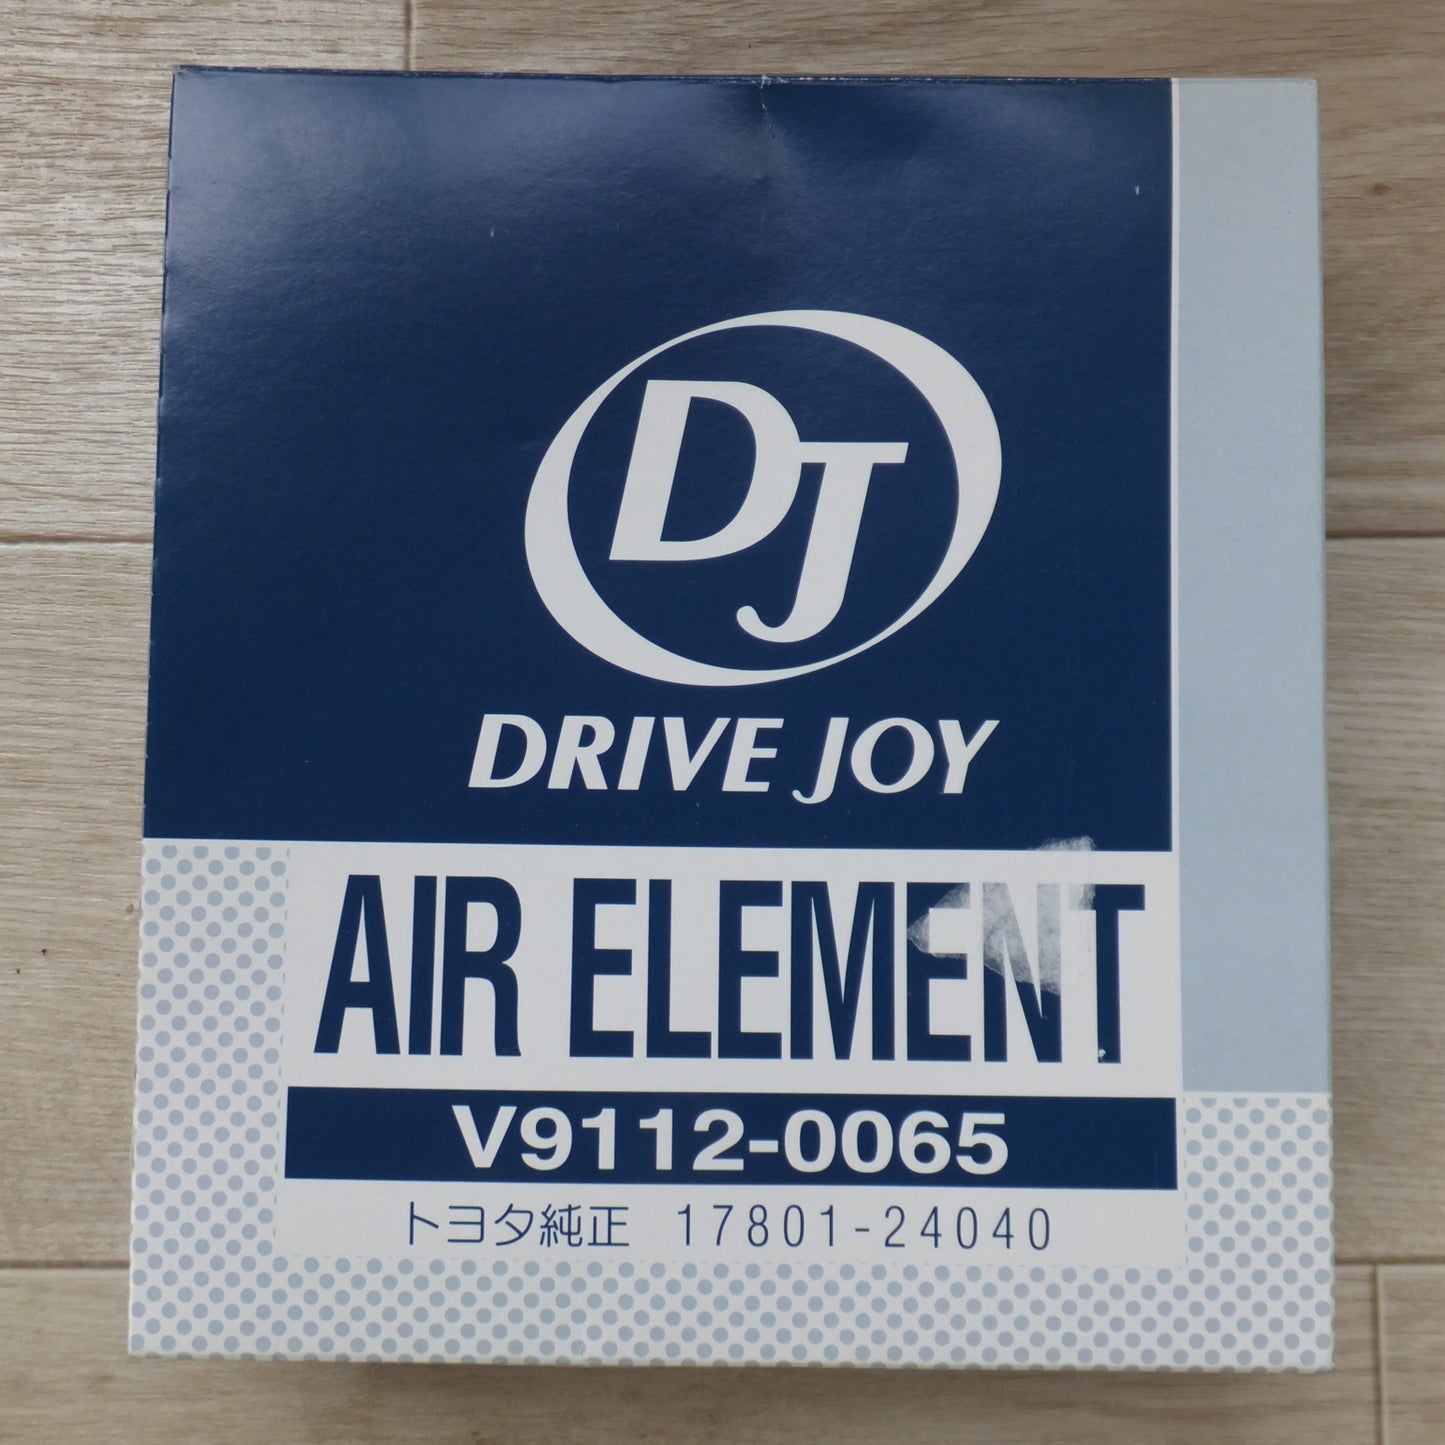 DJ
DRIVE JOY
AIR ELEMENT
V9112-0065
トヨタ純正 17801-24040